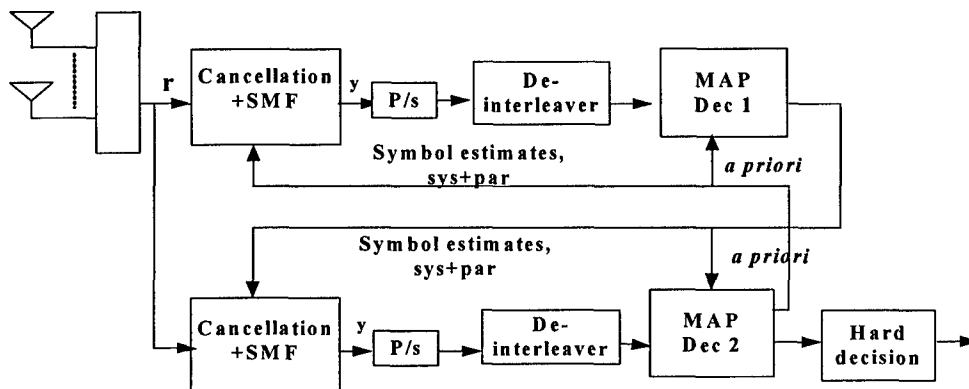 r
Cancellation
+SMF
y
P/s
De-
interleaver
MAP
Dec 1
Symbol estimates,
sys+par
a priori
Symbol estimates,
sys+par
a priori
Cancellation
+SMF
y
P/s
De-
interleaver
MAP
Dec 2
Hard
decision